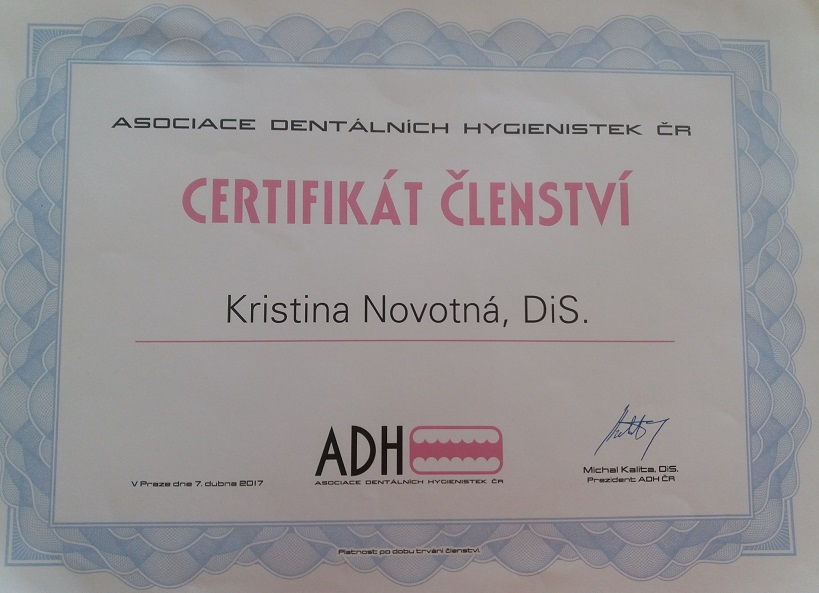 ASOCIACE DENTÁLNÍCH HYGIENISTEK ČR
CERTIFIKÁT ČLENSTVÍ
Kristina Novotná, DiS.
ADH
ASOCIACE DENTÁLNÍCH HYGIENISTEK ČR
V Praze dne 7. dubna 2017
Michal Kalita, DiS.
Prezident ADH ČR
Platnost po dobu trvání členství